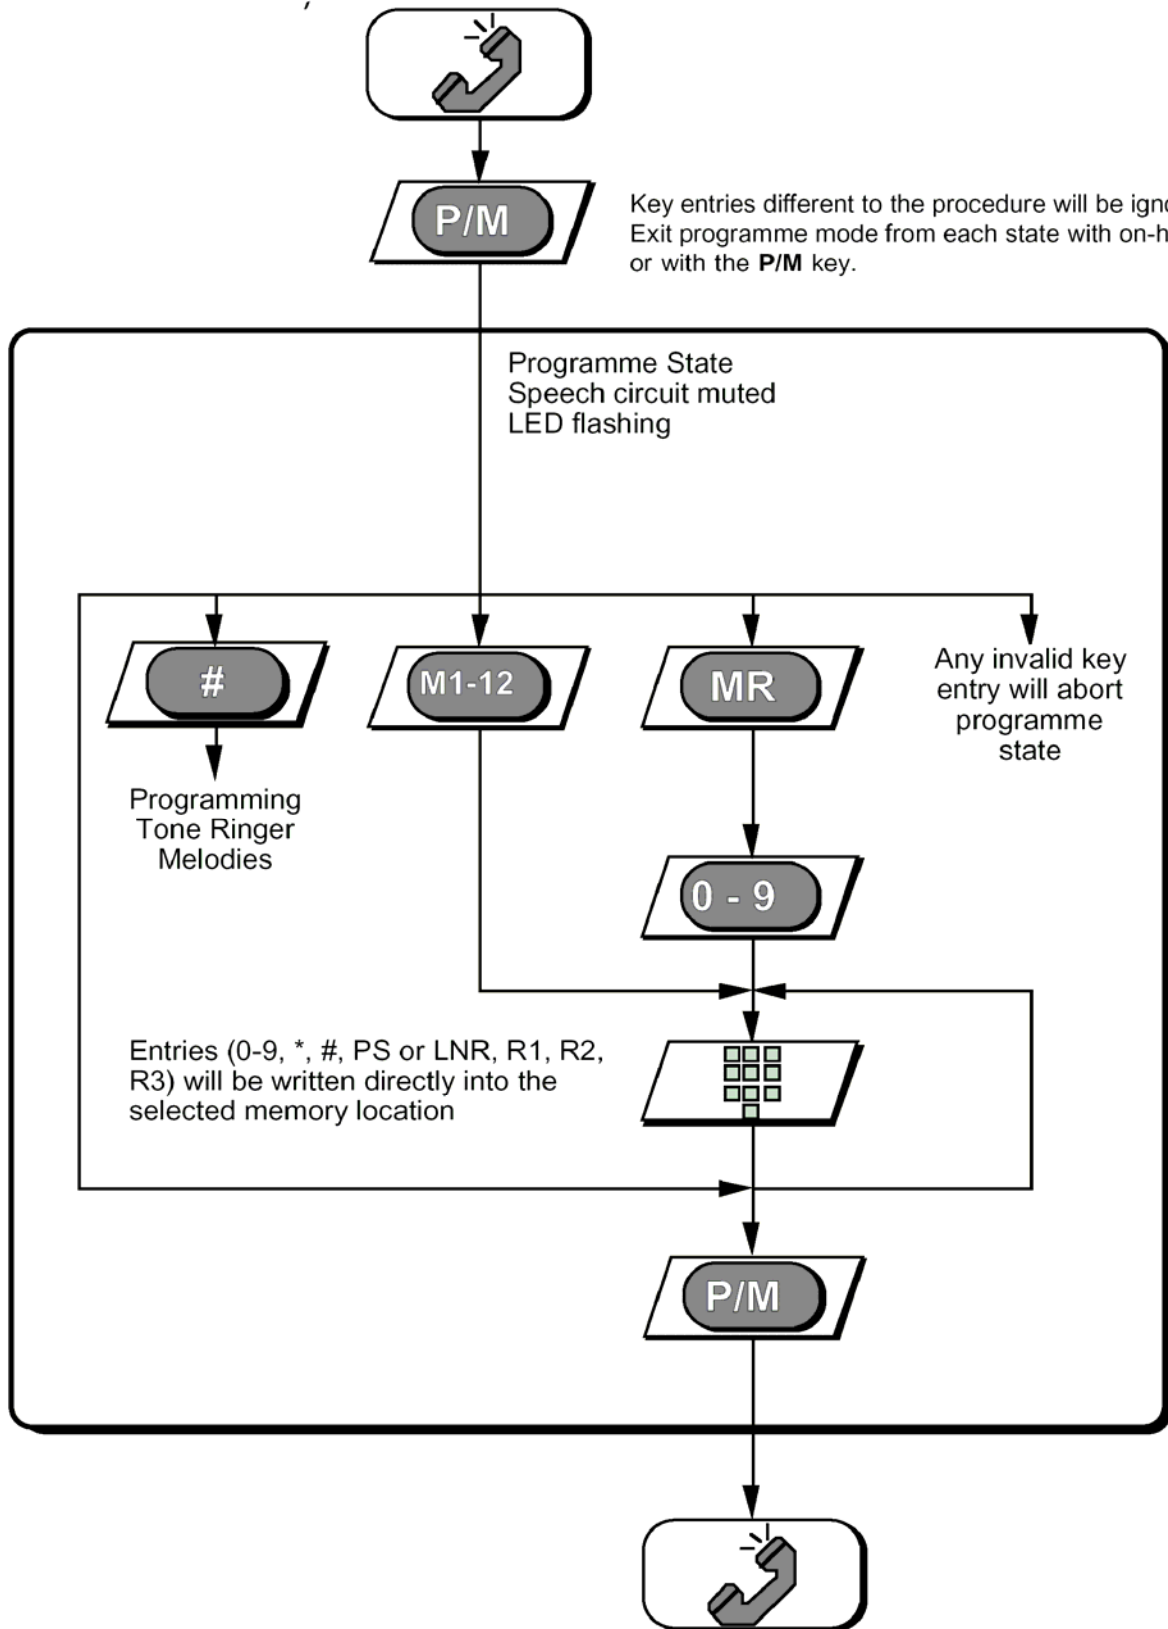 P/M
Key entries different to the procedure will be
Exit programme mode from each state with
or with the P/M key.
Programme State
Speech circuit muted
LED flashing
#
M1-12
MR
Any invalid key
entry will abort
programme
state
Programming
Tone Ringer
Melodies
0 - 9
Entries (0-9, *, #, PS or LNR, R1, R2,
R3) will be written directly into the
selected memory location
P/M